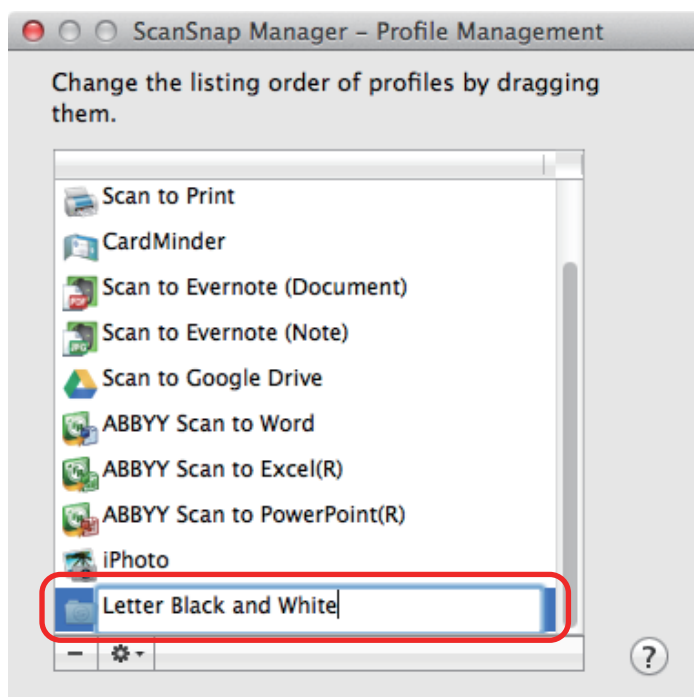 ScanSnap Manager – Profile Management
Change the listing order of profiles by dragging
them.
Scan to Print
CardMinder
Scan to Evernote (Document)
Scan to Evernote (Note)
Scan to Google Drive
ABBYY Scan to Word
ABBYY Scan to Excel(R)
ABBYY Scan to PowerPoint(R)
iPhoto
Letter Black and White
?